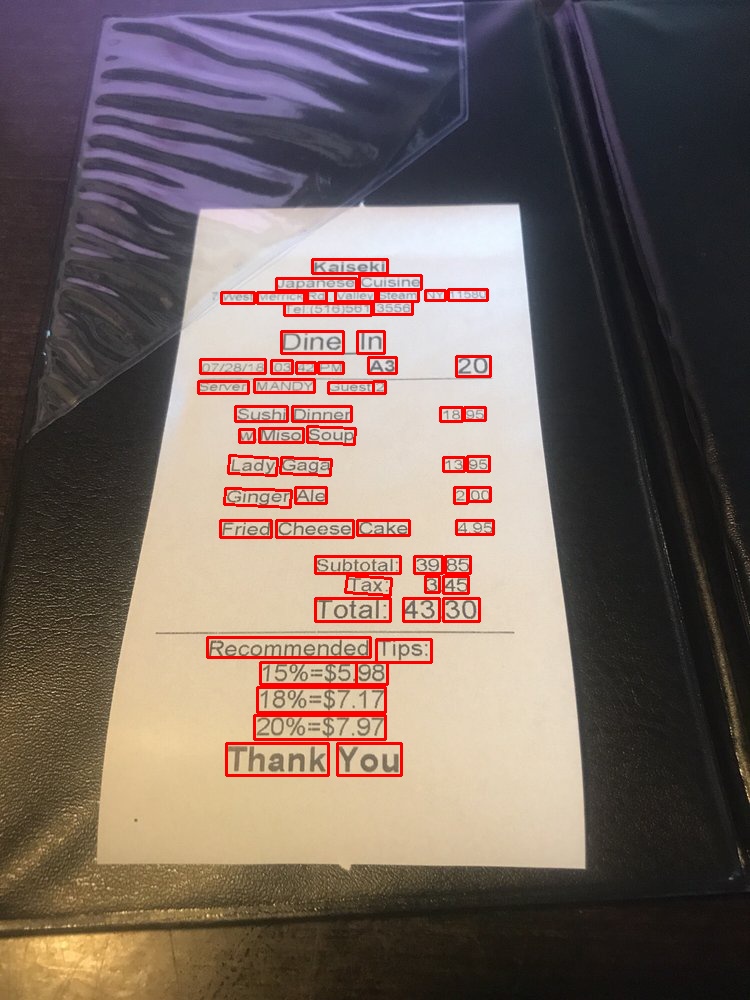 Kaiseki
Japanese Cuisine
West Merrick Rd Valley Steam NY 11580
Tel:(516)561 3556
Dine In
07/28/18 03:42 PM A3 20
Server MANDY Guest 2
Sushi Dinner 18.95
w Miso Soup
Lady Gaga 13.95
Ginger Ale 2.00
Fried Cheese Cake 4.95
Subtotal: 39.85
Tax: 3.45
Total: 43.30
Recommended Tips:
15%=$5.98
18%=$7.17
20%=$7.97
Thank You